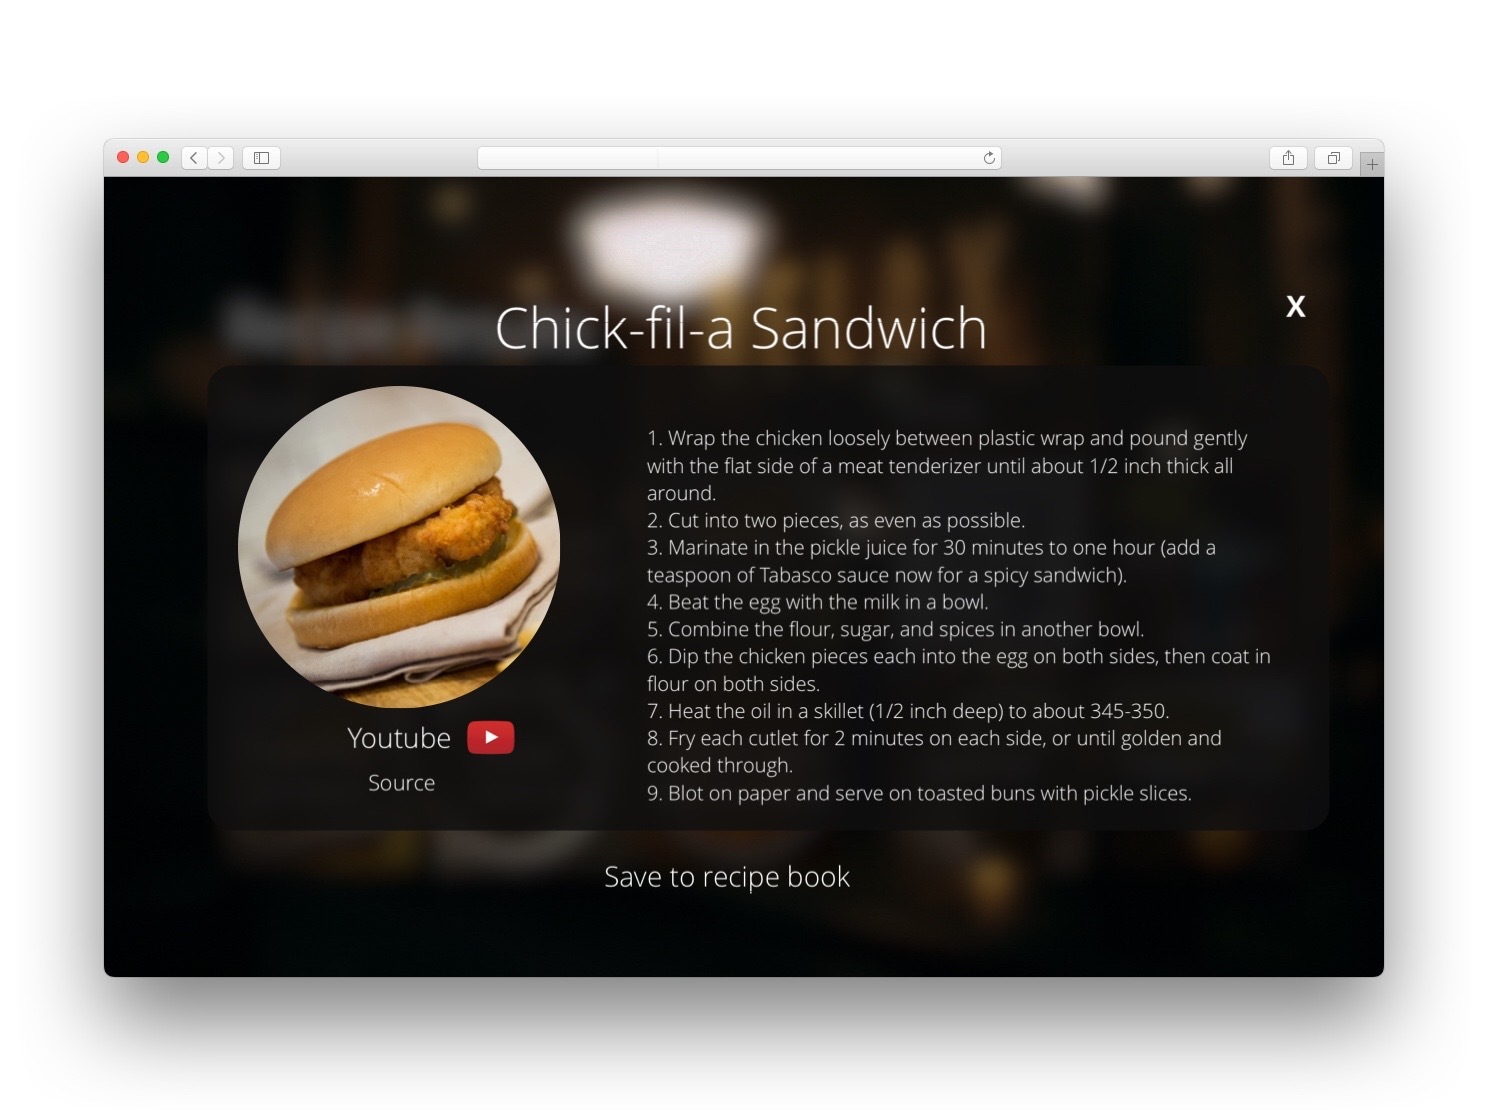 Chick-fil-a Sandwich
X
1. Wrap the chicken loosely between plastic wrap and pound gently
with the flat side of a meat tenderizer until about 1/2 inch thick all
around.
2. Cut into two pieces, as even as possible.
3. Marinate in the pickle juice for 30 minutes to one hour (add a
teaspoon of Tabasco sauce now for a spicy sandwich).
4. Beat the egg with the milk in a bowl.
5. Combine the flour, sugar, and spices in another bowl.
6. Dip the chicken pieces each into the egg on both sides, then coat in
flour on both sides.
7. Heat the oil in a skillet (1/2 inch deep) to about 345-350.
8. Fry each cutlet for 2 minutes on each side, or until golden and
cooked through.
9. Blot on paper and serve on toasted buns with pickle slices.
Youtube
Source
Save to recipe book